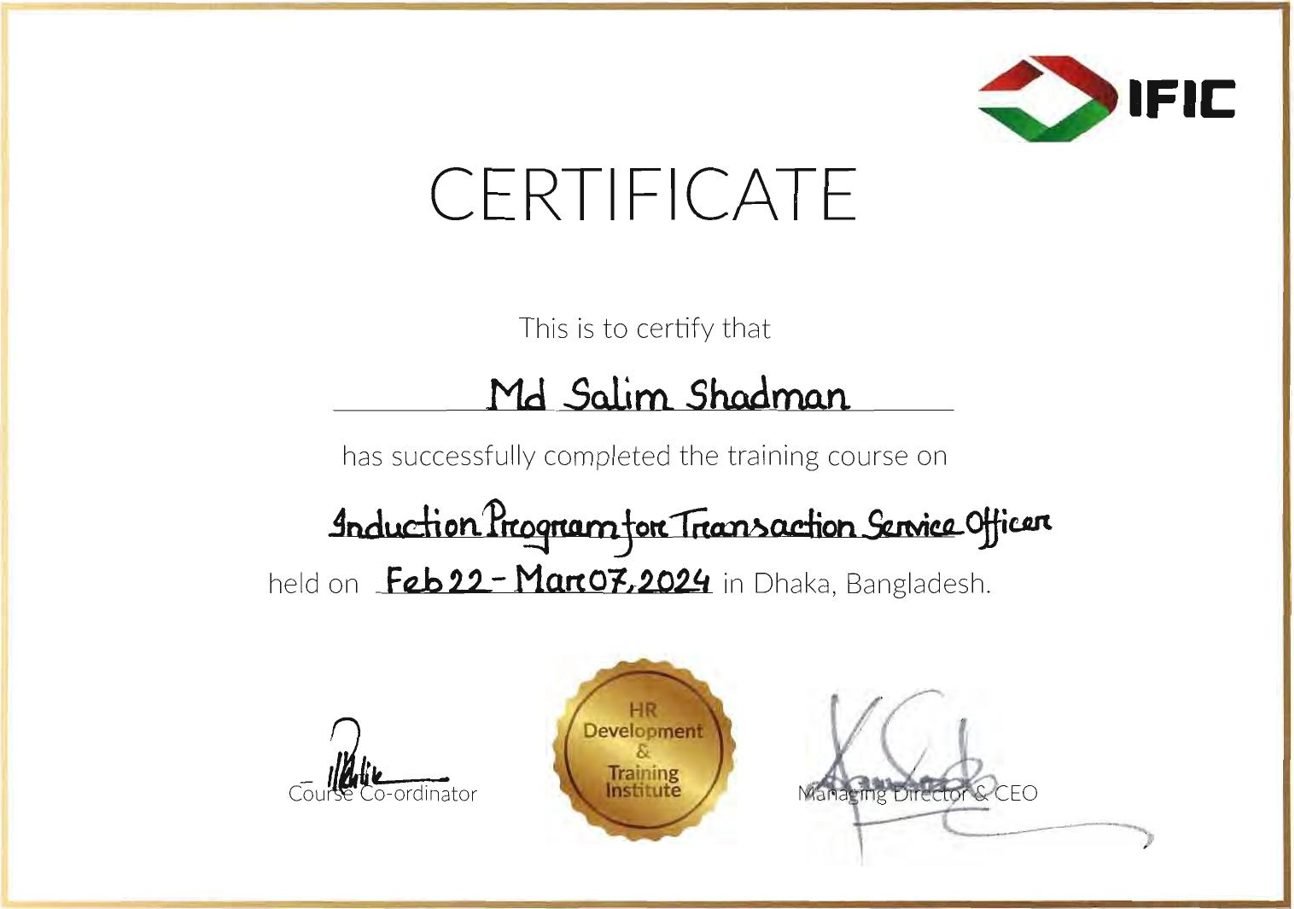 IFIC
CERTIFICATE
This is to certify that
Md Salim Shadman
has successfully completed the training course on
Induction Program for Transaction Service Officer
held on Feb 22 - Mar 07, 2024 in Dhaka, Bangladesh.
HR
Development
&
Training
Institute
Course Co-ordinator
Managing Director & CEO